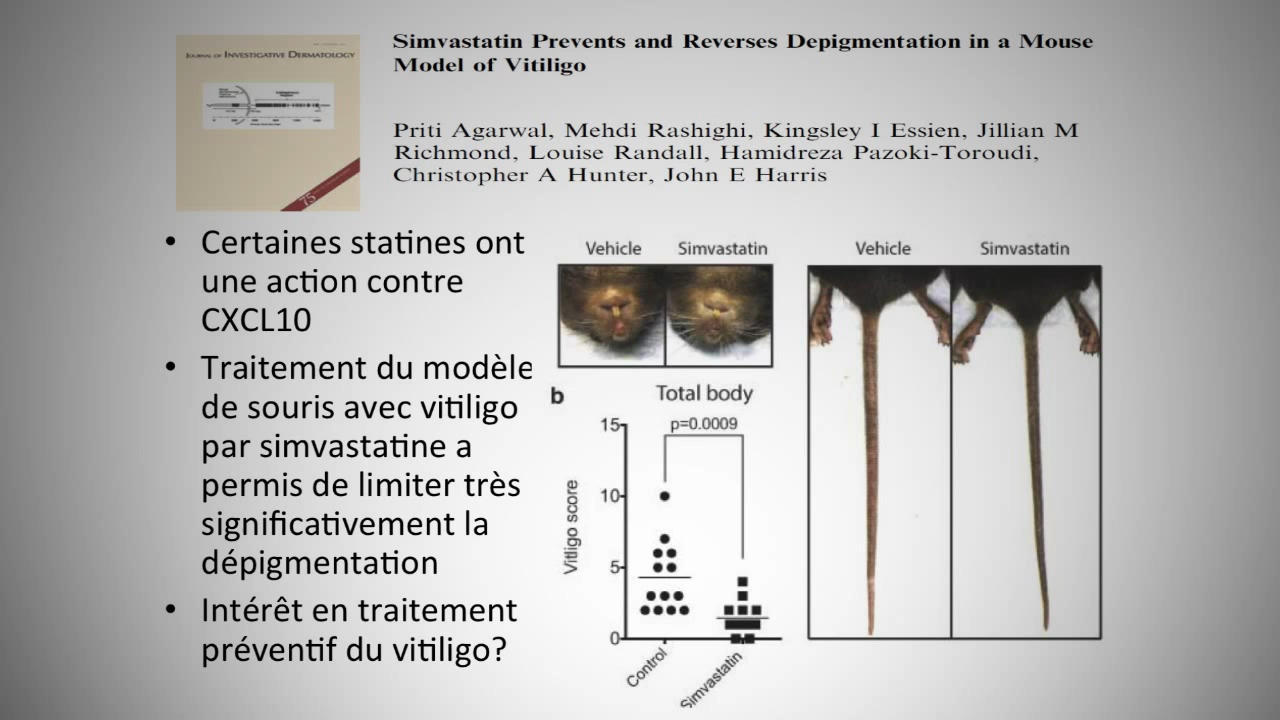 JOURNAL OF INVESTIGATIVE DERMATOLOGY
75
Simvastatin Prevents and Reverses Depigmentation in a Mouse
Model of Vitiligo
Priti Agarwal, Mehdi Rashighi, Kingsley I Essien, Jillian M
Richmond, Louise Randall, Hamidreza Pazoki-Toroudi,
Christopher A Hunter, John E Harris
• Certaines statines ont
une action contre
CXCL10
• Traitement du modèle
de souris avec vitiligo
par simvastatine a
permis de limiter très
significativement la
dépigmentation
• Intérêt en traitement
préventif du vitiligo?
Vehicle Simvastatin
Vehicle Simvastatin
b
Total body
p=0.0009
Vitligo score
15
10
5
0
Control
Simvastatin